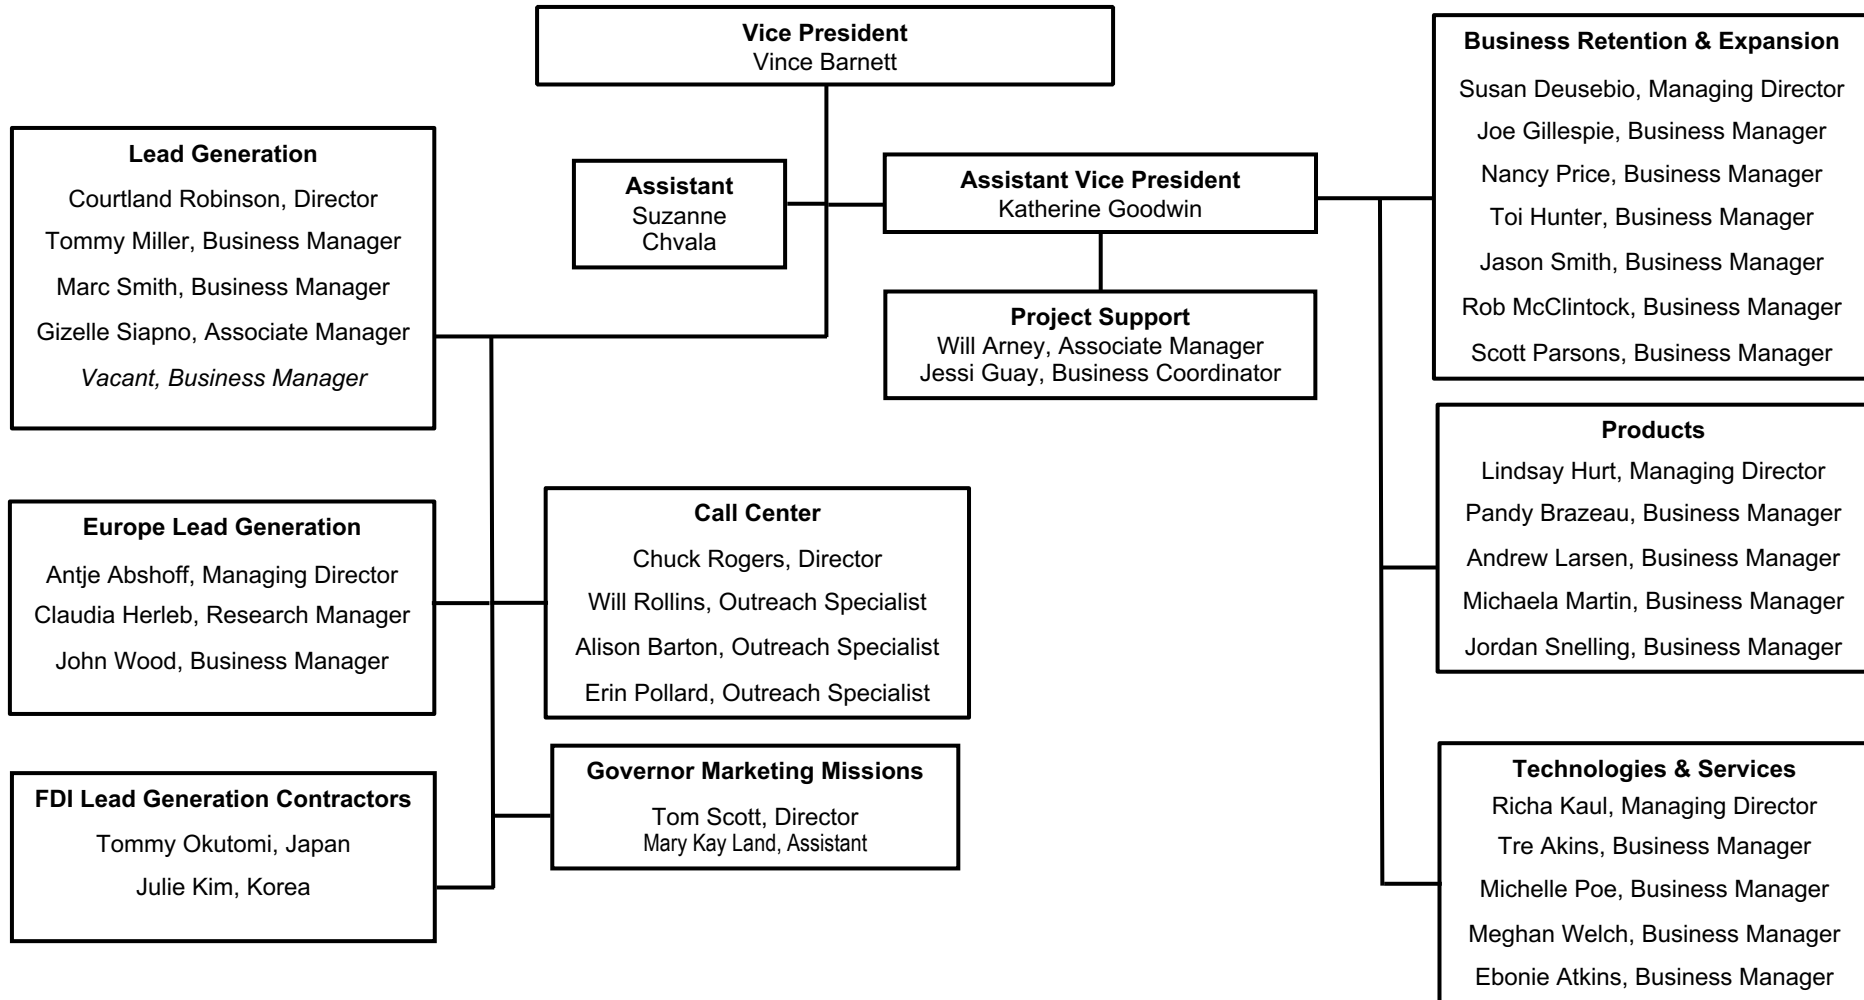 Vice President
Vince Barnett
Assistant
Suzanne
Chvala
Assistant Vice President
Katherine Goodwin
Project Support
Will Arney, Associate Manager
Jessi Guay, Business Coordinator
Lead Generation
Courtland Robinson, Director
Tommy Miller, Business Manager
Marc Smith, Business Manager
Gizelle Siapno, Associate Manager
Vacant, Business Manager
Europe Lead Generation
Antje Abshoff, Managing Director
Claudia Herleb, Research Manager
John Wood, Business Manager
FDI Lead Generation Contractors
Tommy Okutomi, Japan
Julie Kim, Korea
Call Center
Chuck Rogers, Director
Will Rollins, Outreach Specialist
Alison Barton, Outreach Specialist
Erin Pollard, Outreach Specialist
Governor Marketing Missions
Tom Scott, Director
Mary Kay Land, Assistant
Business Retention & Expansion
Susan Deusebio, Managing Director
Joe Gillespie, Business Manager
Nancy Price, Business Manager
Toi Hunter, Business Manager
Jason Smith, Business Manager
Rob McClintock, Business Manager
Scott Parsons, Business Manager
Products
Lindsay Hurt, Managing Director
Pandy Brazeau, Business Manager
Andrew Larsen, Business Manager
Michaela Martin, Business Manager
Jordan Snelling, Business Manager
Technologies & Services
Richa Kaul, Managing Director
Tre Akins, Business Manager
Michelle Poe, Business Manager
Meghan Welch, Business Manager
Ebonie Atkins, Business Manager